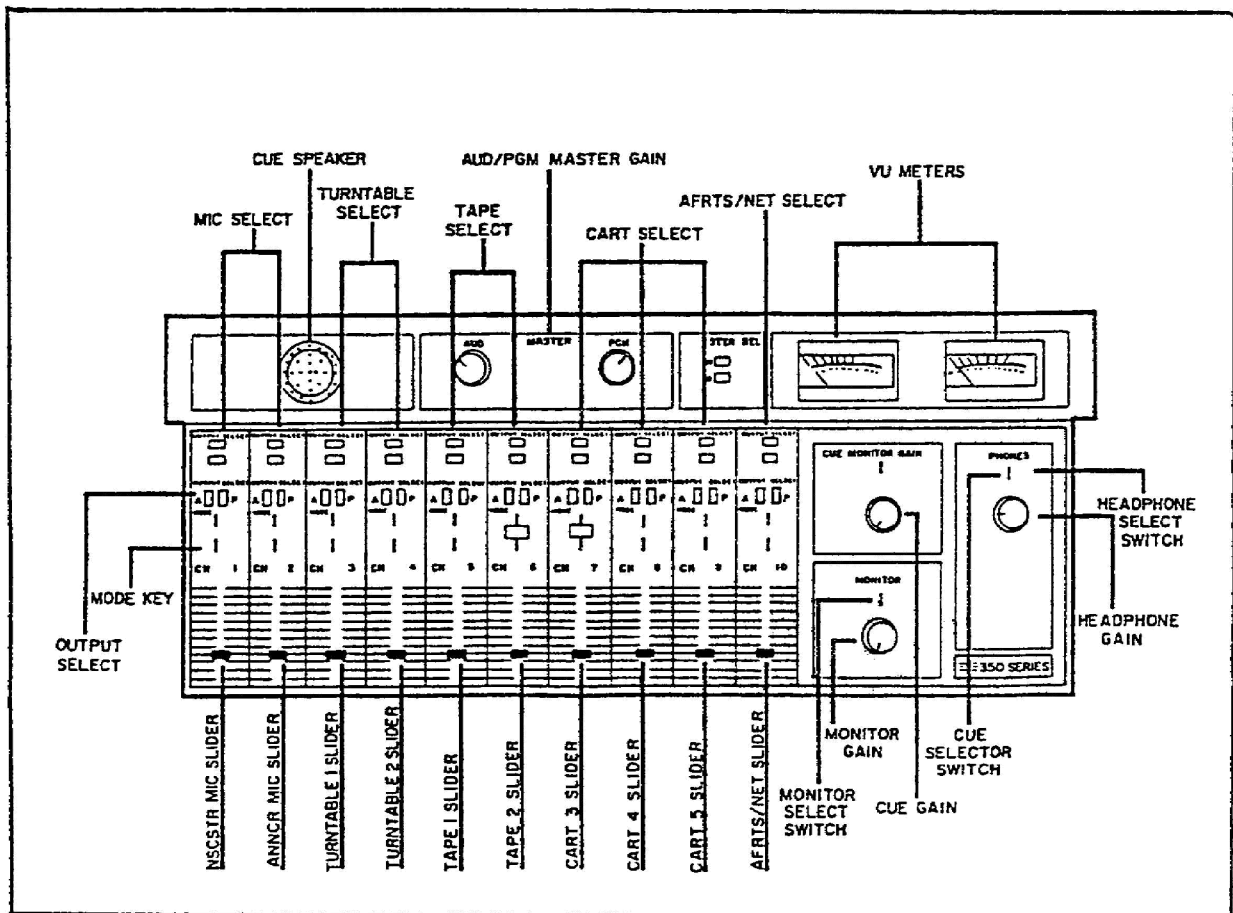 CUE SPEAKER
AUD/PGM MASTER GAIN
VU METERS
TURNTABLE
SELECT
AFRTS/NET SELECT
MIC SELECT
TAPE
SELECT
CART SELECT
AUD
MASTER
PGM
SEL
OUTPUT SELECT
A P
CH 1
CH 2
CH 3
CH 4
CH 5
CH 6
CH 7
CH 8
CH 9
CH 10
CUE MONITOR GAIN
PHONES
MONITOR
350 SERIES
HEADPHONE
SELECT
SWITCH
HEADPHONE
GAIN
MODE KEY
OUTPUT
SELECT
NSCSTR MIC SLIDER
ANNCR MIC SLIDER
TURNTABLE 1 SLIDER
TURNTABLE 2 SLIDER
TAPE 1 SLIDER
TAPE 2 SLIDER
CART 3 SLIDER
CART 4 SLIDER
CART 5 SLIDER
AFRTS/NET SLIDER
MONITOR
GAIN
CUE
SELECTOR
SWITCH
MONITOR
SELECT
SWITCH
CUE GAIN